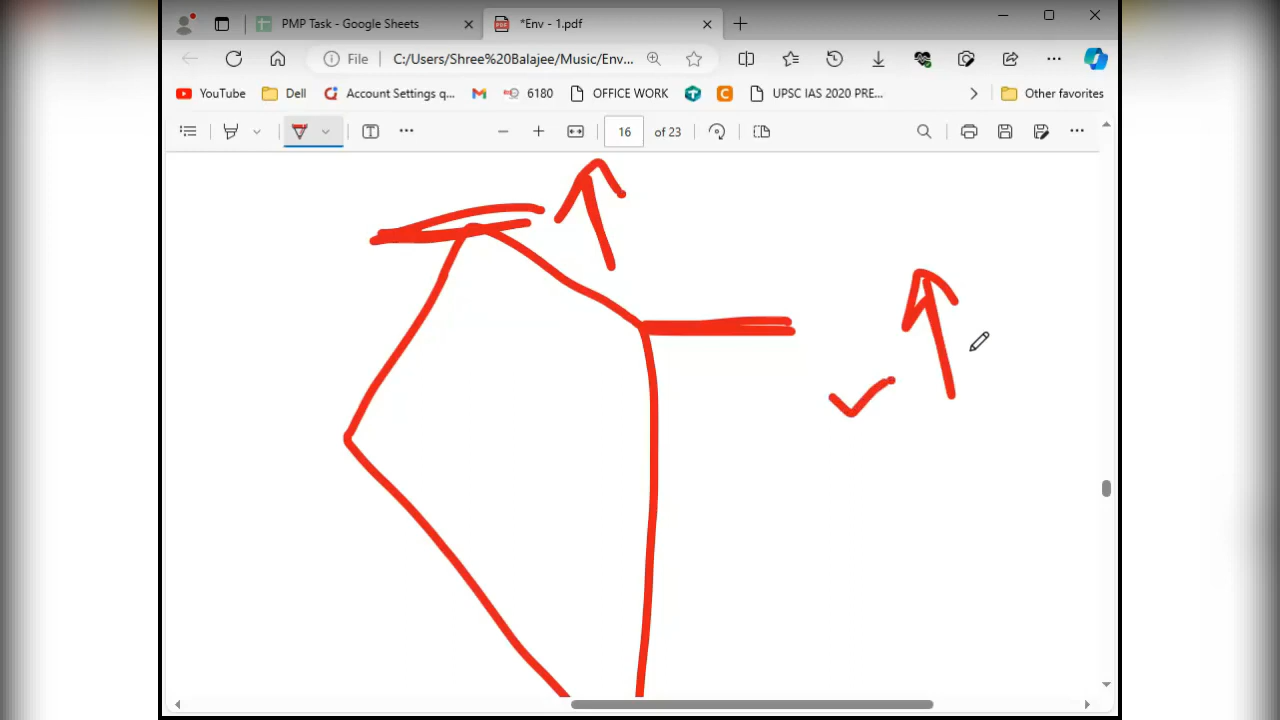 PMP Task - Google Sheets
*Env - 1.pdf
File
C:/Users/Shree%20Balajee/Music/Env...
YouTube
Dell
Account Settings q...
6180
OFFICE WORK
UPSC IAS 2020 PRE...
Other favorites
16
of 23